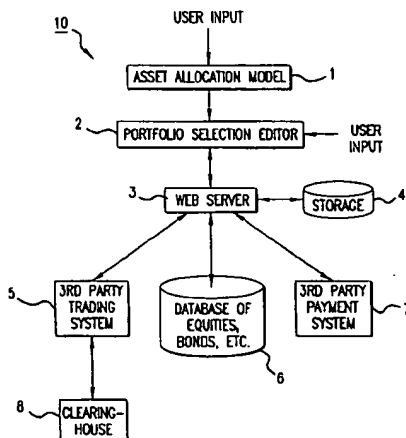 USER INPUT
10
ASSET ALLOCATION MODEL
1
2
PORTFOLIO SELECTION EDITOR
USER
INPUT
3
WEB SERVER
STORAGE
4
5
3RD PARTY
TRADING
SYSTEM
DATABASE OF
EQUITIES,
BONDS, ETC.
6
3RD PARTY
PAYMENT
SYSTEM
7
8
CLEARING-
HOUSE